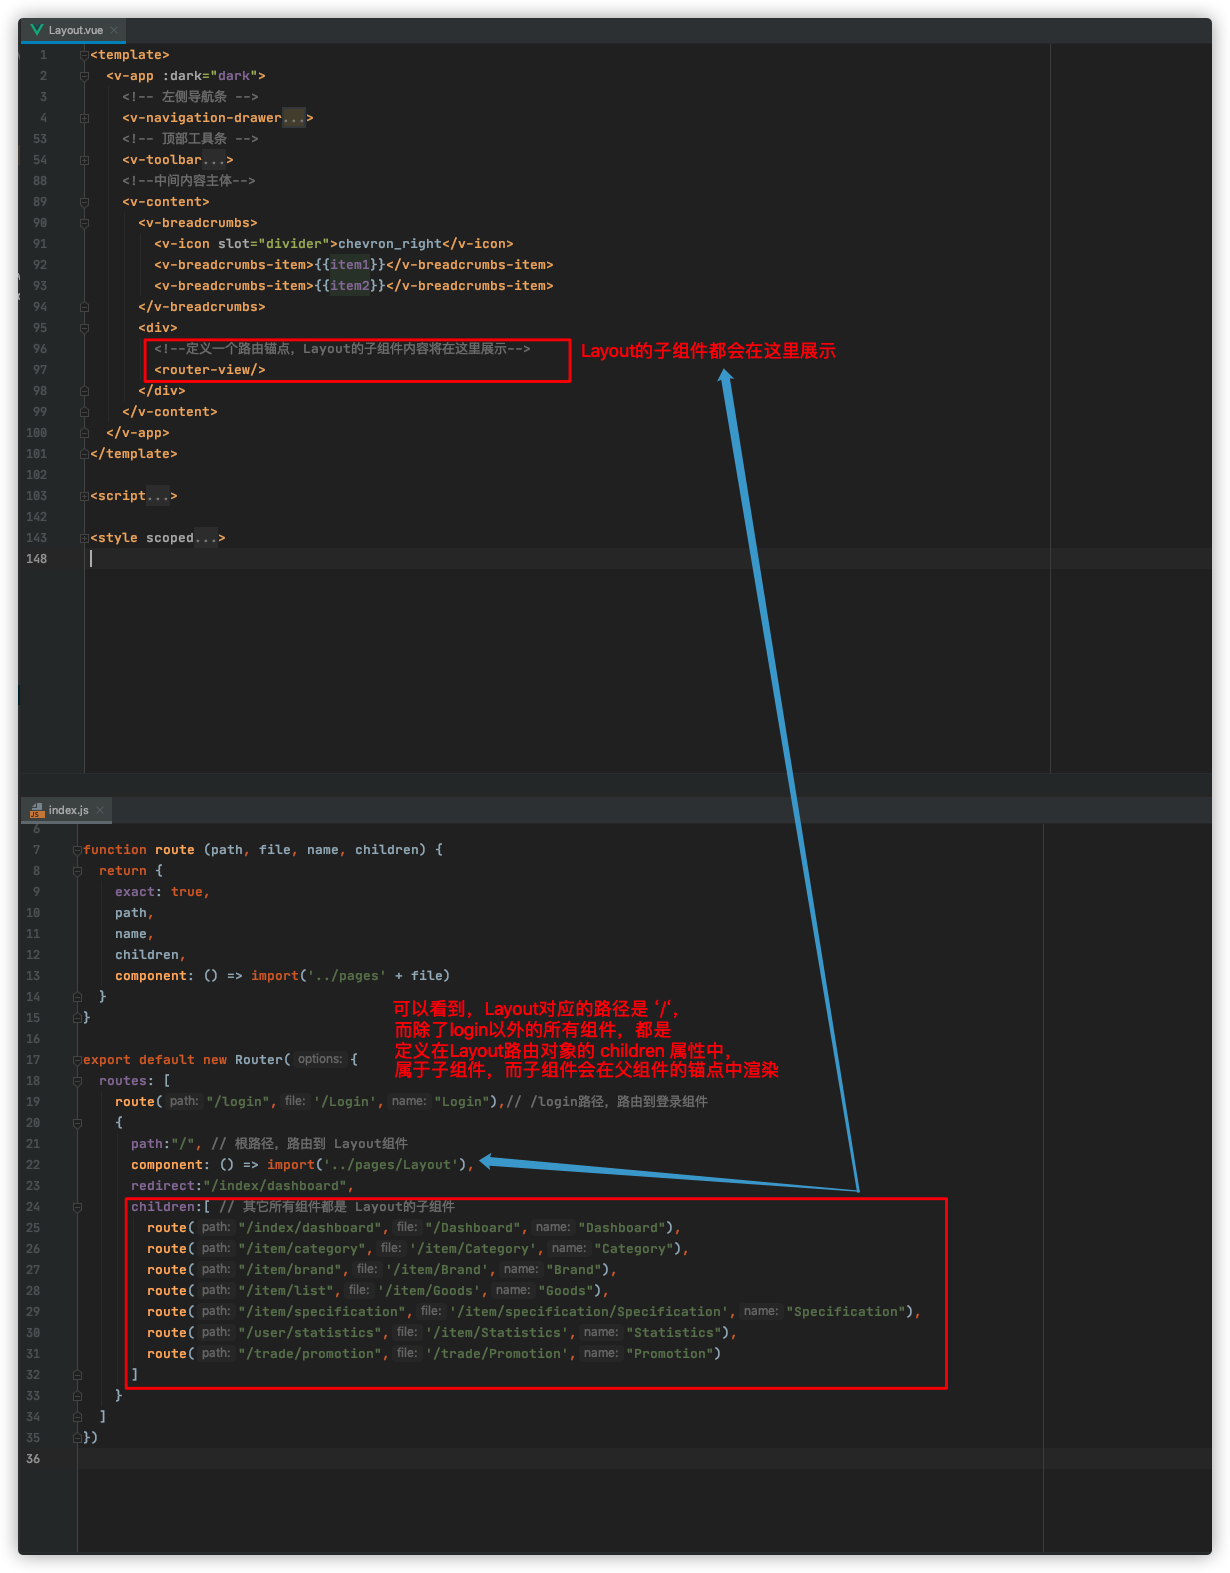 Layout.vue
1 <template>
2 <v-app :dark="dark">
3 <!-- 左侧导航条 -->
4 <v-navigation-drawer...>
53 <!-- 顶部工具条 -->
54 <v-toolbar...>
88 <!--中间内容主体-->
89 <v-content>
90 <v-breadcrumbs>
91 <v-icon slot="divider">chevron_right</v-icon>
92 <v-breadcrumbs-item>{{item1}}</v-breadcrumbs-item>
93 <v-breadcrumbs-item>{{item2}}</v-breadcrumbs-item>
94 </v-breadcrumbs>
95 <div>
96 <!--定义一个路由锚点，Layout的子组件内容将在这里展示-->
Layout的子组件都会在这里展示
97 <router-view/>
98 </div>
99 </v-content>
100 </v-app>
101 </template>
102
103 <script...>
142
143 <style scoped...>
148
index.js
6
7 function route (path, file, name, children) {
8 return {
9 exact: true,
10 path,
11 name,
12 children,
13 component: () => import('../pages' + file)
14 }
15 }
16
可以看到，Layout对应的路径是 ‘/‘，
而除了login以外的所有组件，都是
定义在Layout路由对象的 children 属性中，
属于子组件，而子组件会在父组件的锚点中渲染
17 export default new Router( options: {
18 routes: [
19 route( path: "/login", file: '/Login', name: "Login"),// /login路径，路由到登录组件
20 {
21 path:"/", // 根路径，路由到 Layout组件
22 component: () => import('../pages/Layout'),
23 redirect:"/index/dashboard",
24 children:[ // 其它所有组件都是 Layout的子组件
25 route( path: "/index/dashboard", file: "/Dashboard", name: "Dashboard"),
26 route( path: "/item/category", file: '/item/Category', name: "Category"),
27 route( path: "/item/brand", file: '/item/Brand', name: "Brand"),
28 route( path: "/item/list", file: '/item/Goods', name: "Goods"),
29 route( path: "/item/specification", file: '/item/specification/Specification', name: "Specification"),
30 route( path: "/user/statistics", file: '/item/Statistics', name: "Statistics"),
31 route( path: "/trade/promotion", file: '/trade/Promotion', name: "Promotion")
32 ]
33 }
34 ]
35 })
36